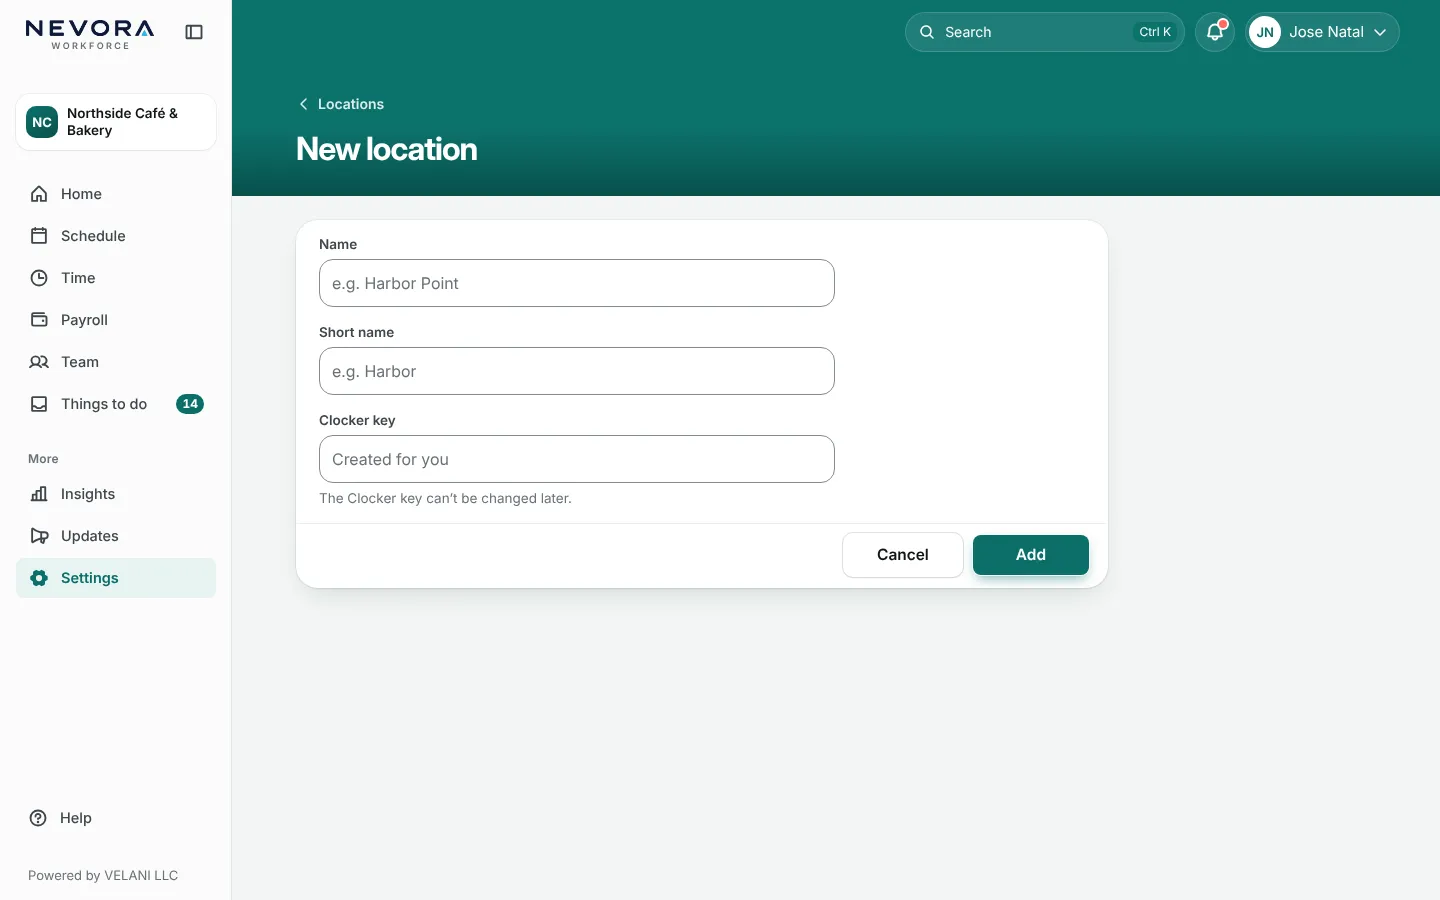 NEVORA
WORKFORCE
NC
Northside Café &
Bakery
Home
Schedule
Time
Payroll
Team
Things to do
14
More
Insights
Updates
Settings
Help
Powered by VELANI LLC
Search
Ctrl K
JN
Jose Natal
Locations
New location
Name
e.g. Harbor Point
Short name
e.g. Harbor
Clocker key
Created for you
The Clocker key can’t be changed later.
Cancel
Add